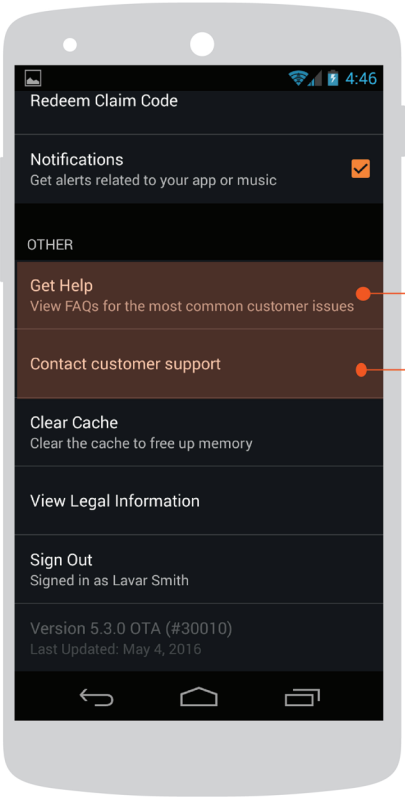 4:46
Redeem Claim Code
Notifications
Get alerts related to your app or music
OTHER
Get Help
View FAQs for the most common customer issues
Contact customer support
Clear Cache
Clear the cache to free up memory
View Legal Information
Sign Out
Signed in as Lavar Smith
Version 5.3.0 OTA (#30010)
Last Updated: May 4, 2016